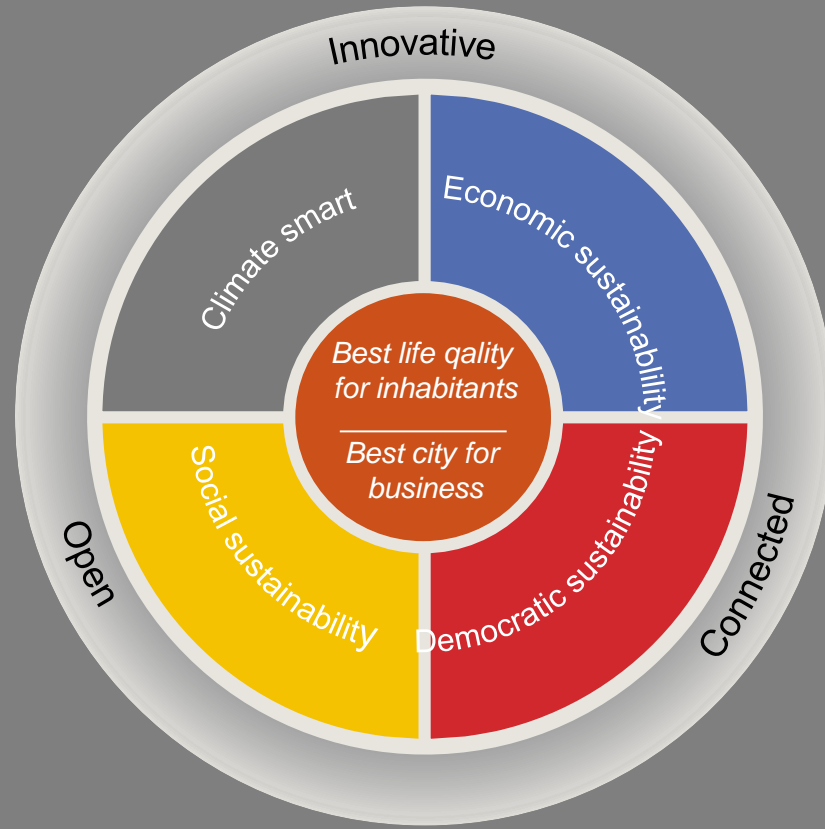 Innovative
Climate smart
Economic sustainablility
Best life qality
for inhabitants
Best city for
business
Social sustainability
Democratic sustainability
Open
Connected